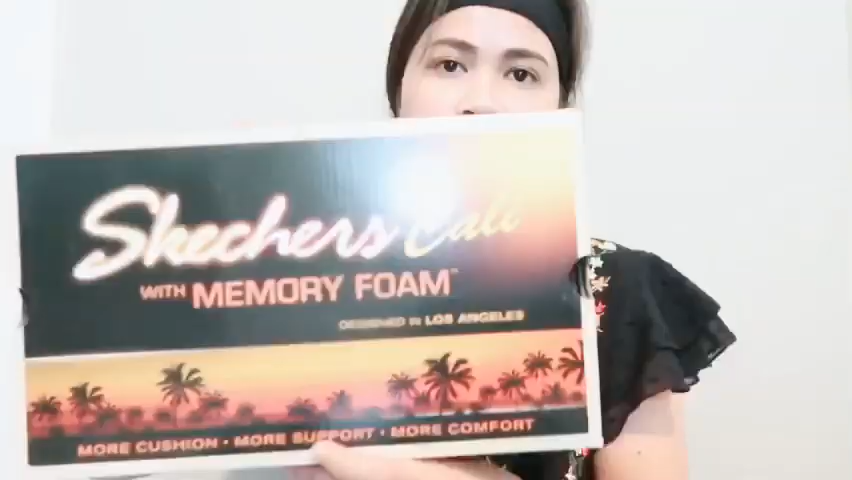 Skechers Cali
WITH MEMORY FOAM™
DESIGNED IN LOS ANGELES
MORE CUSHION • MORE SUPPORT • MORE COMFORT